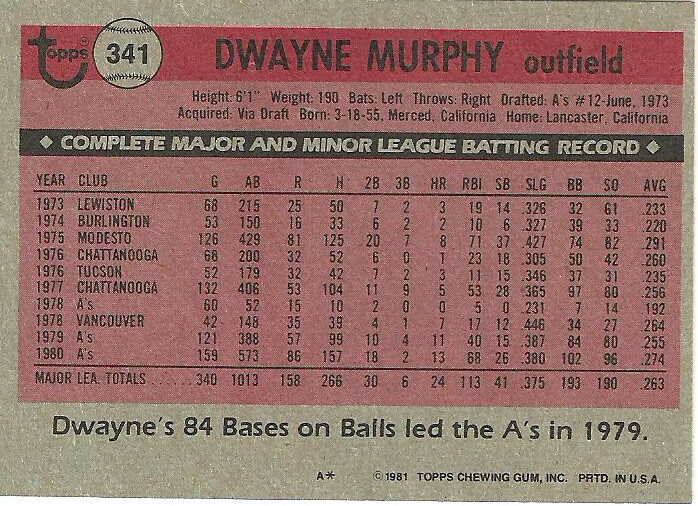 Topps® 341 DWAYNE MURPHY outfield
Height: 6'1" Weight: 190 Bats: Left Throws: Right Drafted: A's #12-June, 1973
Acquired: Via Draft Born: 3-18-55, Merced, California Home: Lancaster, California
◆ COMPLETE MAJOR AND MINOR LEAGUE BATTING RECORD ◆
YEAR CLUB G AB R H 2B 3B HR RBI SB SLG BB SO AVG
1973 LEWISTON 68 215 25 50 7 2 3 19 14 .326 32 61 .233
1974 BURLINGTON 53 150 16 33 6 2 2 10 6 .327 39 33 .220
1975 MODESTO 126 429 81 125 20 7 8 71 37 .427 74 82 .291
1976 CHATTANOOGA 68 200 32 52 6 0 1 23 18 .305 50 42 .260
1976 TUCSON 52 179 32 42 7 2 3 11 15 .346 37 31 .235
1977 CHATTANOOGA 132 406 53 104 11 9 5 53 28 .365 97 80 .256
1978 A's 60 52 15 10 2 0 0 5 0 .231 7 14 .192
1978 VANCOUVER 42 148 35 39 4 1 7 17 12 .446 34 27 .264
1979 A's 121 388 57 99 10 4 11 40 15 .387 84 80 .255
1980 A's 159 573 86 157 18 2 13 68 26 .380 102 96 .274
MAJOR LEA. TOTALS ...... 340 1013 158 266 30 6 24 113 41 .375 193 190 .263
Dwayne's 84 Bases on Balls led the A's in 1979.
A* ©1981 TOPPS CHEWING GUM, INC. PRTD. IN U.S.A.